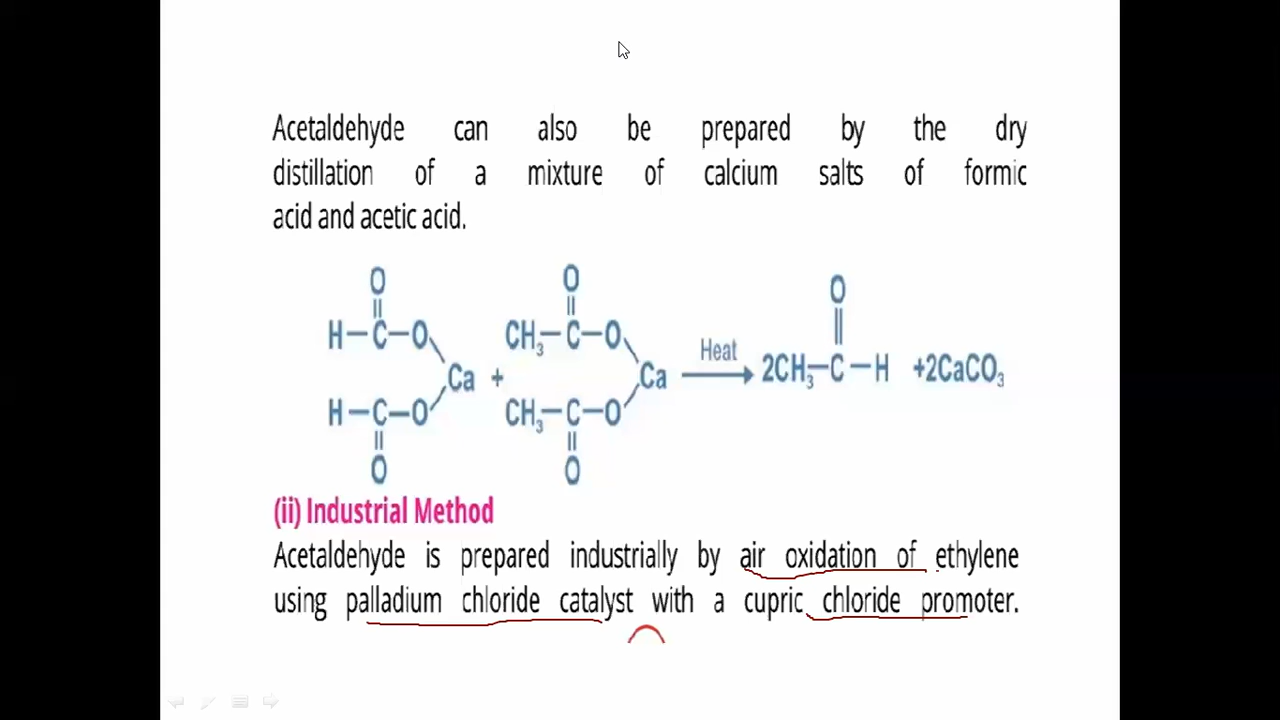 Acetaldehyde can also be prepared by the dry
distillation of a mixture of calcium salts of formic
acid and acetic acid.
O O O
H—C—O CH₃—C—O Heat
Ca + Ca 2CH₃—C—H +2CaCO₃
H—C—O CH₃—C—O
O O
(ii) Industrial Method
Acetaldehyde is prepared industrially by air oxidation of ethylene
using palladium chloride catalyst with a cupric chloride promoter.